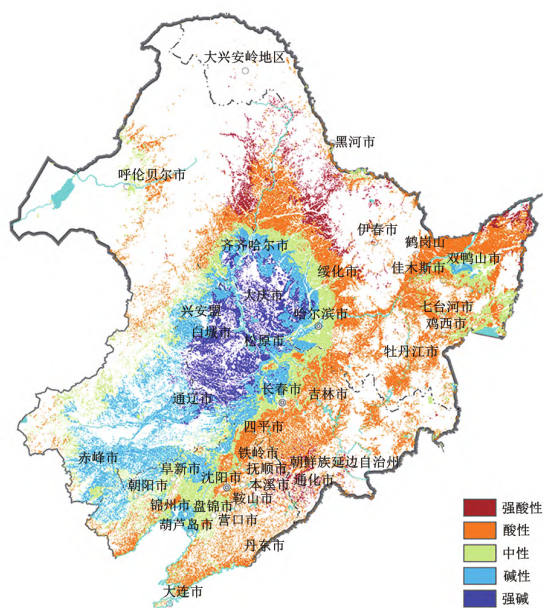 大兴安岭地区
黑河市
呼伦贝尔市
伊春市
鹤岗山
齐齐哈尔市
双鸭山市
绥化市
佳木斯市
大庆市
七台河市
兴安盟
哈尔滨市
鸡西市
白城市
松原市
牡丹江市
长春市
吉林市
通辽市
四平市
铁岭市
赤峰市
朝鲜族延边自治州
阜新市
抚顺市
沈阳市
通化市
朝阳市
本溪市
鞍山市
锦州市
盘锦市
营口市
葫芦岛市
丹东市
大连市
强酸性
酸性
中性
碱性
强碱